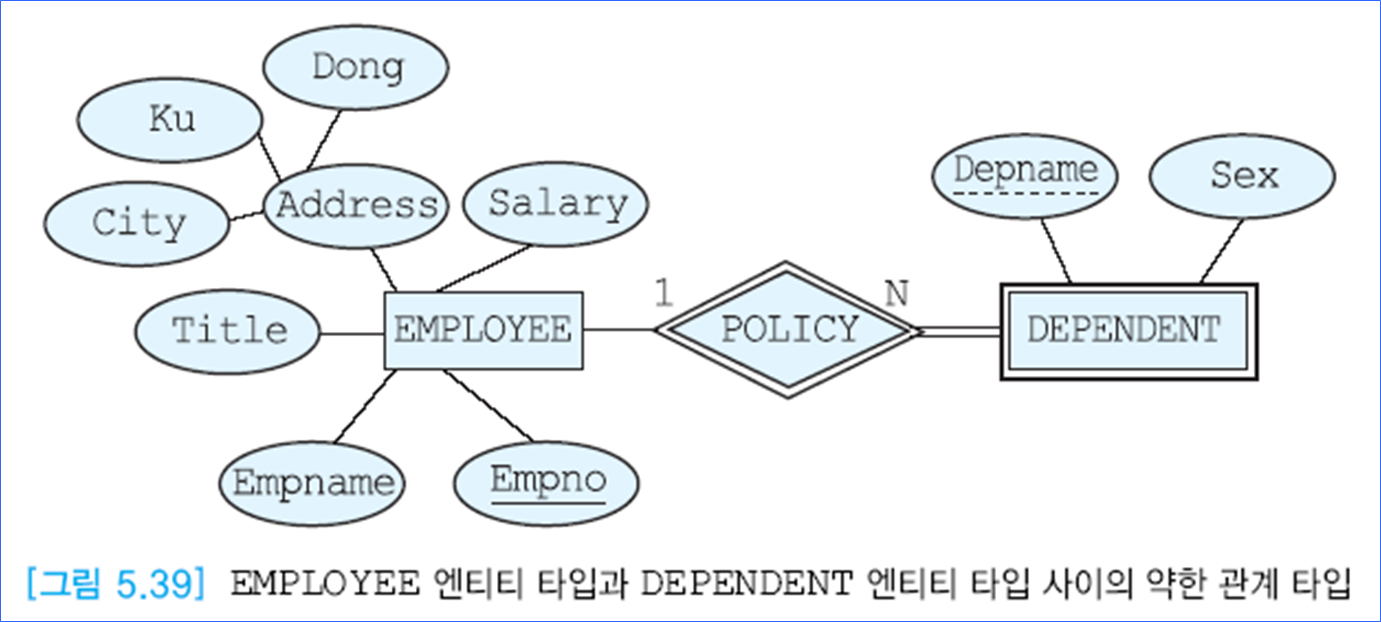 Dong
Ku
Depname
Sex
Address
Salary
City
1
N
Title
EMPLOYEE
POLICY
DEPENDENT
Empname
Empno
[그림 5.39] EMPLOYEE 엔티티 타입과 DEPENDENT 엔티티 타입 사이의 약한 관계 타입